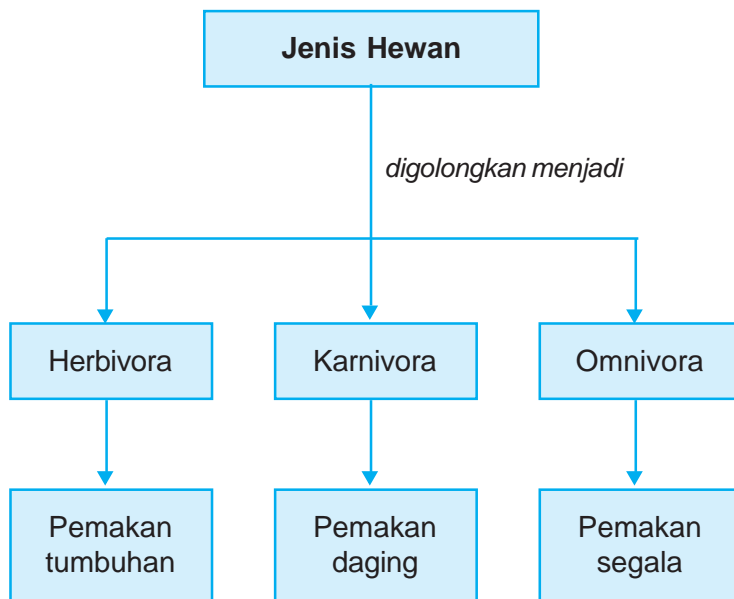 Jenis Hewan
digolongkan menjadi
Herbivora
Karnivora
Omnivora
Pemakan
tumbuhan
Pemakan
daging
Pemakan
segala